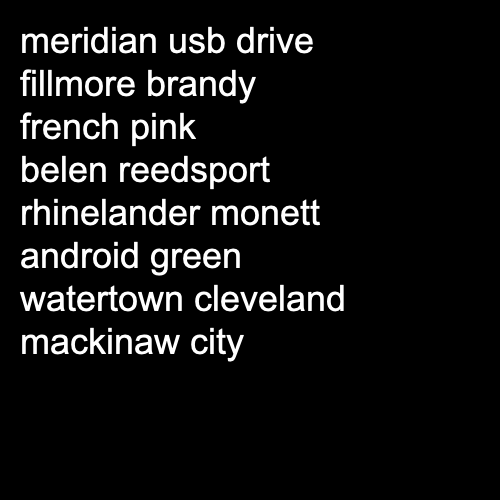 meridian usb drive
fillmore brandy
french pink
belen reedsport
rhinelander monett
android green
watertown cleveland
mackinaw city